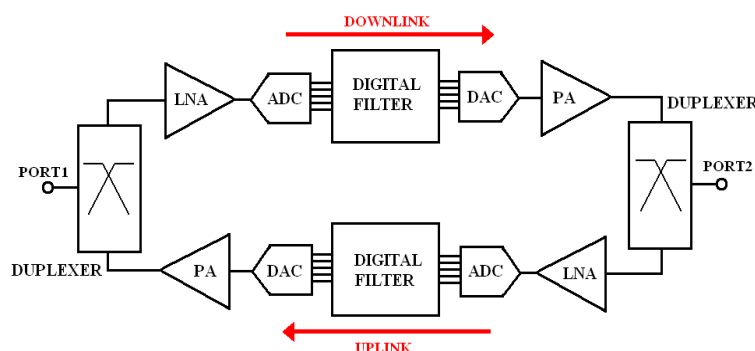 DOWNLINK
LNA
ADC
DIGITAL
FILTER
DAC
PA
DUPLEXER
PORT1
PORT2
DUPLEXER
PA
DAC
DIGITAL
FILTER
ADC
LNA
UPLINK